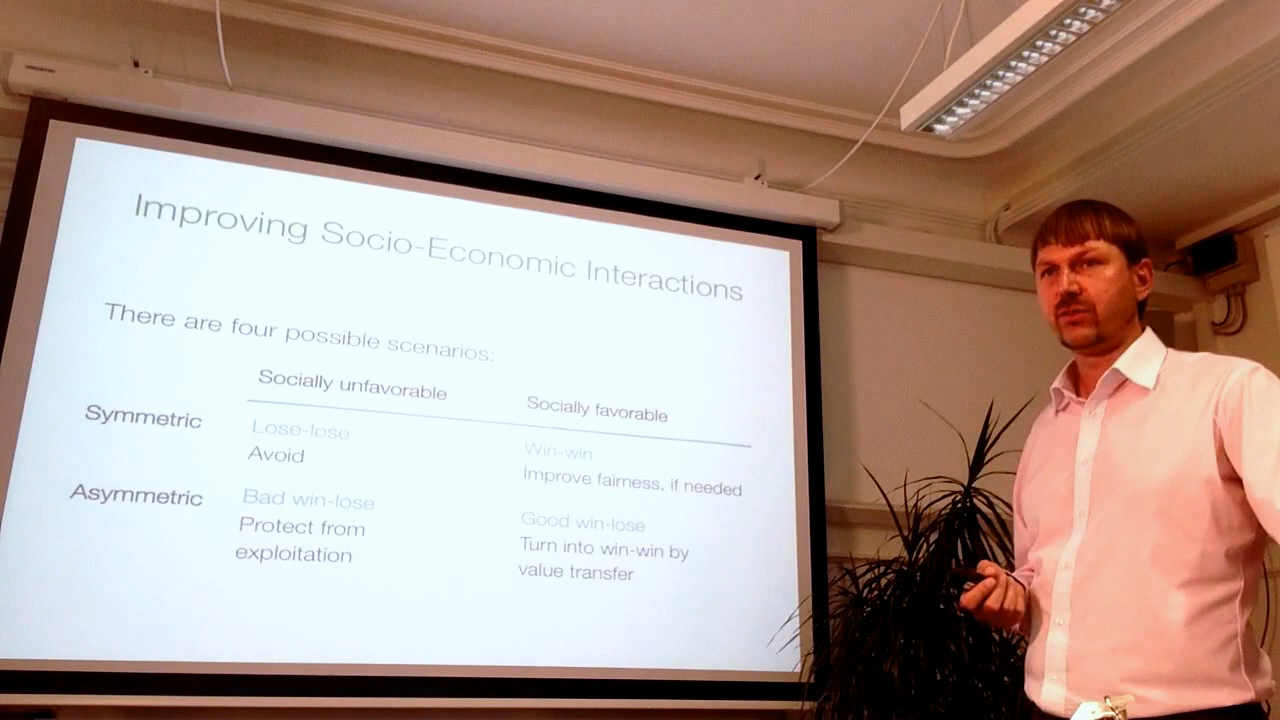 Improving Socio-Economic Interactions
There are four possible scenarios:
Socially unfavorable
Socially favorable
Symmetric
Lose-lose
Avoid
Win-win
Improve fairness, if needed
Asymmetric
Bad win-lose
Protect from
exploitation
Good win-lose
Turn into win-win by
value transfer